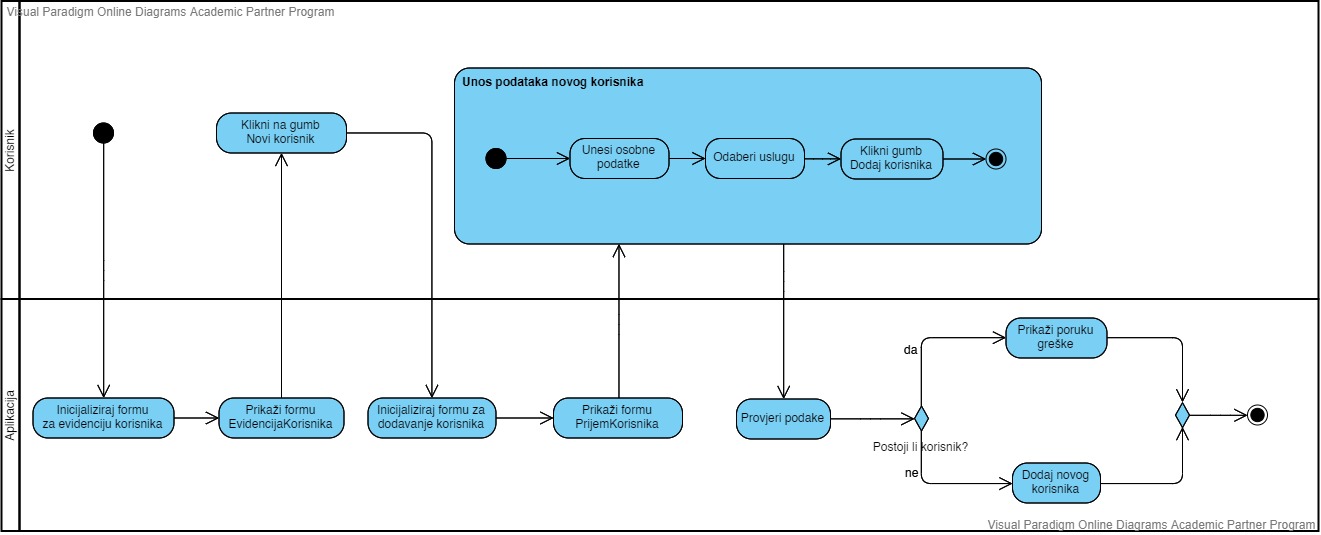 Visual Paradigm Online Diagrams Academic Partner Program
Korisnik
Klikni na gumb
Novi korisnik
Unos podataka novog korisnika
Unesi osobne
podatke
Odaberi uslugu
Klikni gumb
Dodaj korisnika
Aplikacija
Inicijaliziraj formu
za evidenciju korisnika
Prikaži formu
EvidencijaKorisnika
Inicijaliziraj formu za
dodavanje korisnika
Prikaži formu
PrijemKorisnika
Provjeri podake
Postoji li korisnik?
da
Prikaži poruku
greške
ne
Dodaj novog
korisnika
Visual Paradigm Online Diagrams Academic Partner Program